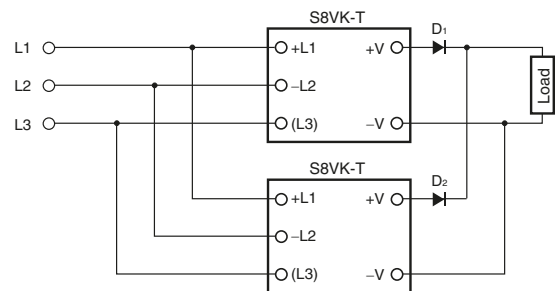 S8VK-T
D1
L1
+L1
+V
L2
−L2
Load
L3
(L3)
−V
S8VK-T
D2
+L1
+V
−L2
(L3)
−V